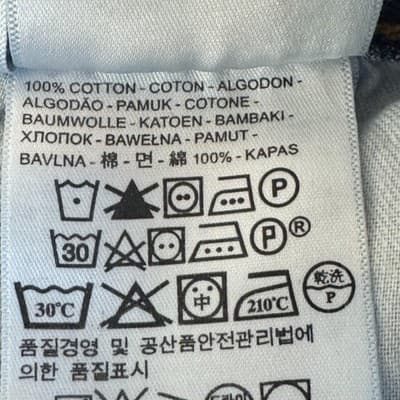 100% COTTON - COTON - ALGODON -
ALGODÃO - PAMUK - COTONE -
BAUMWOLLE - KATOEN - BAMBAKI -
ХЛОПОК - BAWEŁNA - PAMUT -
BAVLNA - 棉 - 면 - 綿 100% - KAPAS
P
30 P®
30°C 中 210°C 乾洗 P
품질경영 및 공산품안전관리법에
의한 품질표시